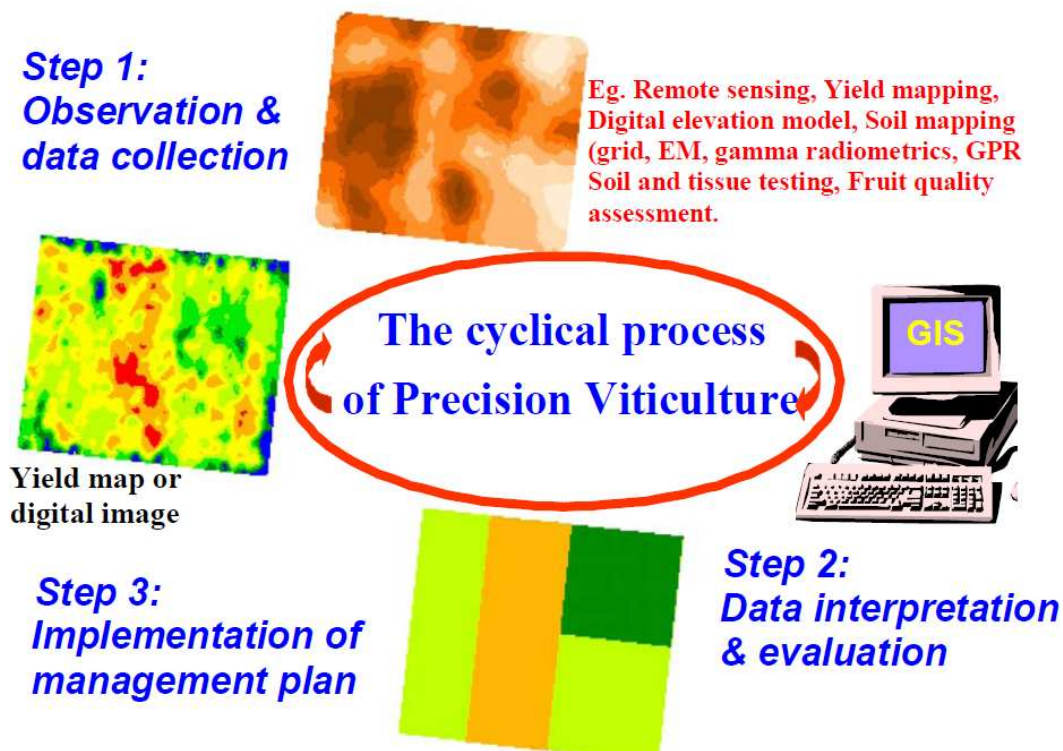 Step 1:
Observation &
data collection
Eg. Remote sensing, Yield mapping,
Digital elevation model, Soil mapping
(grid, EM, gamma radiometrics, GPR
Soil and tissue testing, Fruit quality
assessment.
The cyclical process
of Precision Viticulture
GIS
Yield map or
digital image
Step 2:
Data interpretation
& evaluation
Step 3:
Implementation of
management plan